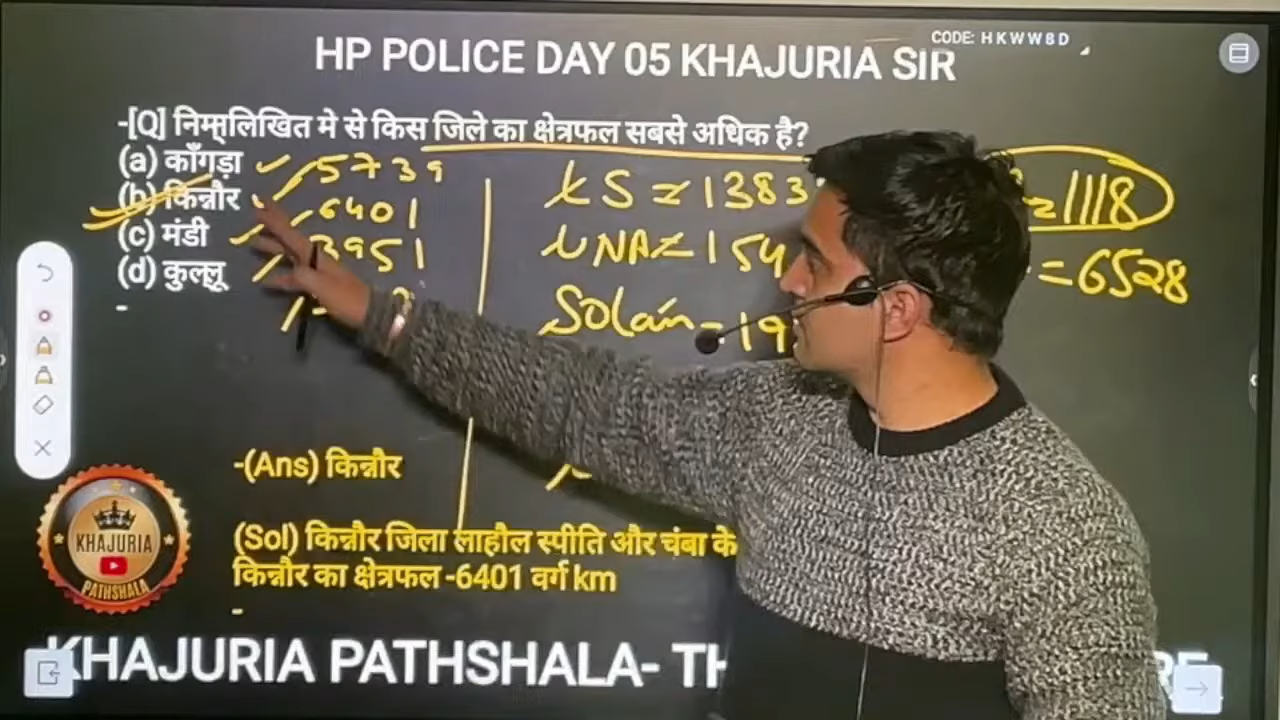 CODE: HKWW8D
HP POLICE DAY 05 KHAJURIA SIR
-[Q] निम्नलिखित मे से किस जिले का क्षेत्रफल सबसे अधिक है?
(a) काँगड़ा 5739
(b) किन्नौर 6401
(c) मंडी 3951
(d) कुल्लू
-
KS = 1383
UNA = 154
Solan = 19
= 1118
= 6528
-(Ans) किन्नौर
(Sol) किन्नौर जिला लाहौल स्पीति और चंबा के
किन्नौर का क्षेत्रफल -6401 वर्ग km
-
KHAJURIA
PATHSHALA
KHAJURIA PATHSHALA- TH